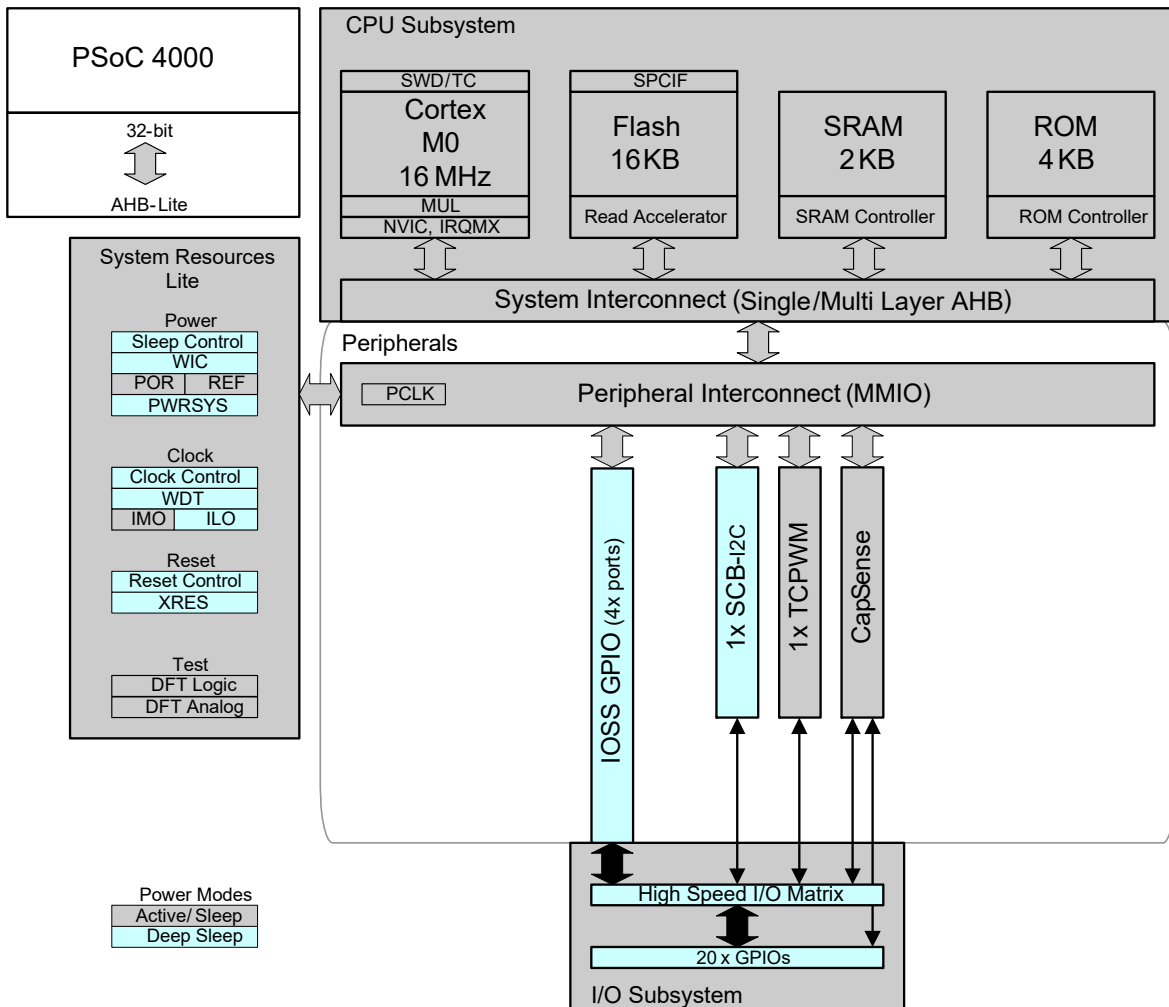 PSoC 4000
32-bit
AHB-Lite
CPU Subsystem
SWD/TC
Cortex
M0
16 MHz
MUL
NVIC, IRQMX
SPCIF
Flash
16 KB
Read Accelerator
SRAM
2 KB
SRAM Controller
ROM
4 KB
ROM Controller
System Interconnect (Single/Multi Layer AHB)
System Resources
Lite
Power
Sleep Control
WIC
POR REF
PWRSYS
Clock
Clock Control
WDT
IMO ILO
Reset
Reset Control
XRES
Test
DFT Logic
DFT Analog
Peripherals
PCLK
Peripheral Interconnect (MMIO)
IOSS GPIO (4x ports)
1x SCB-I2C
1x TCPWM
CapSense
Power Modes
Active/ Sleep
Deep Sleep
High Speed I/O Matrix
20 x GPIOs
I/O Subsystem